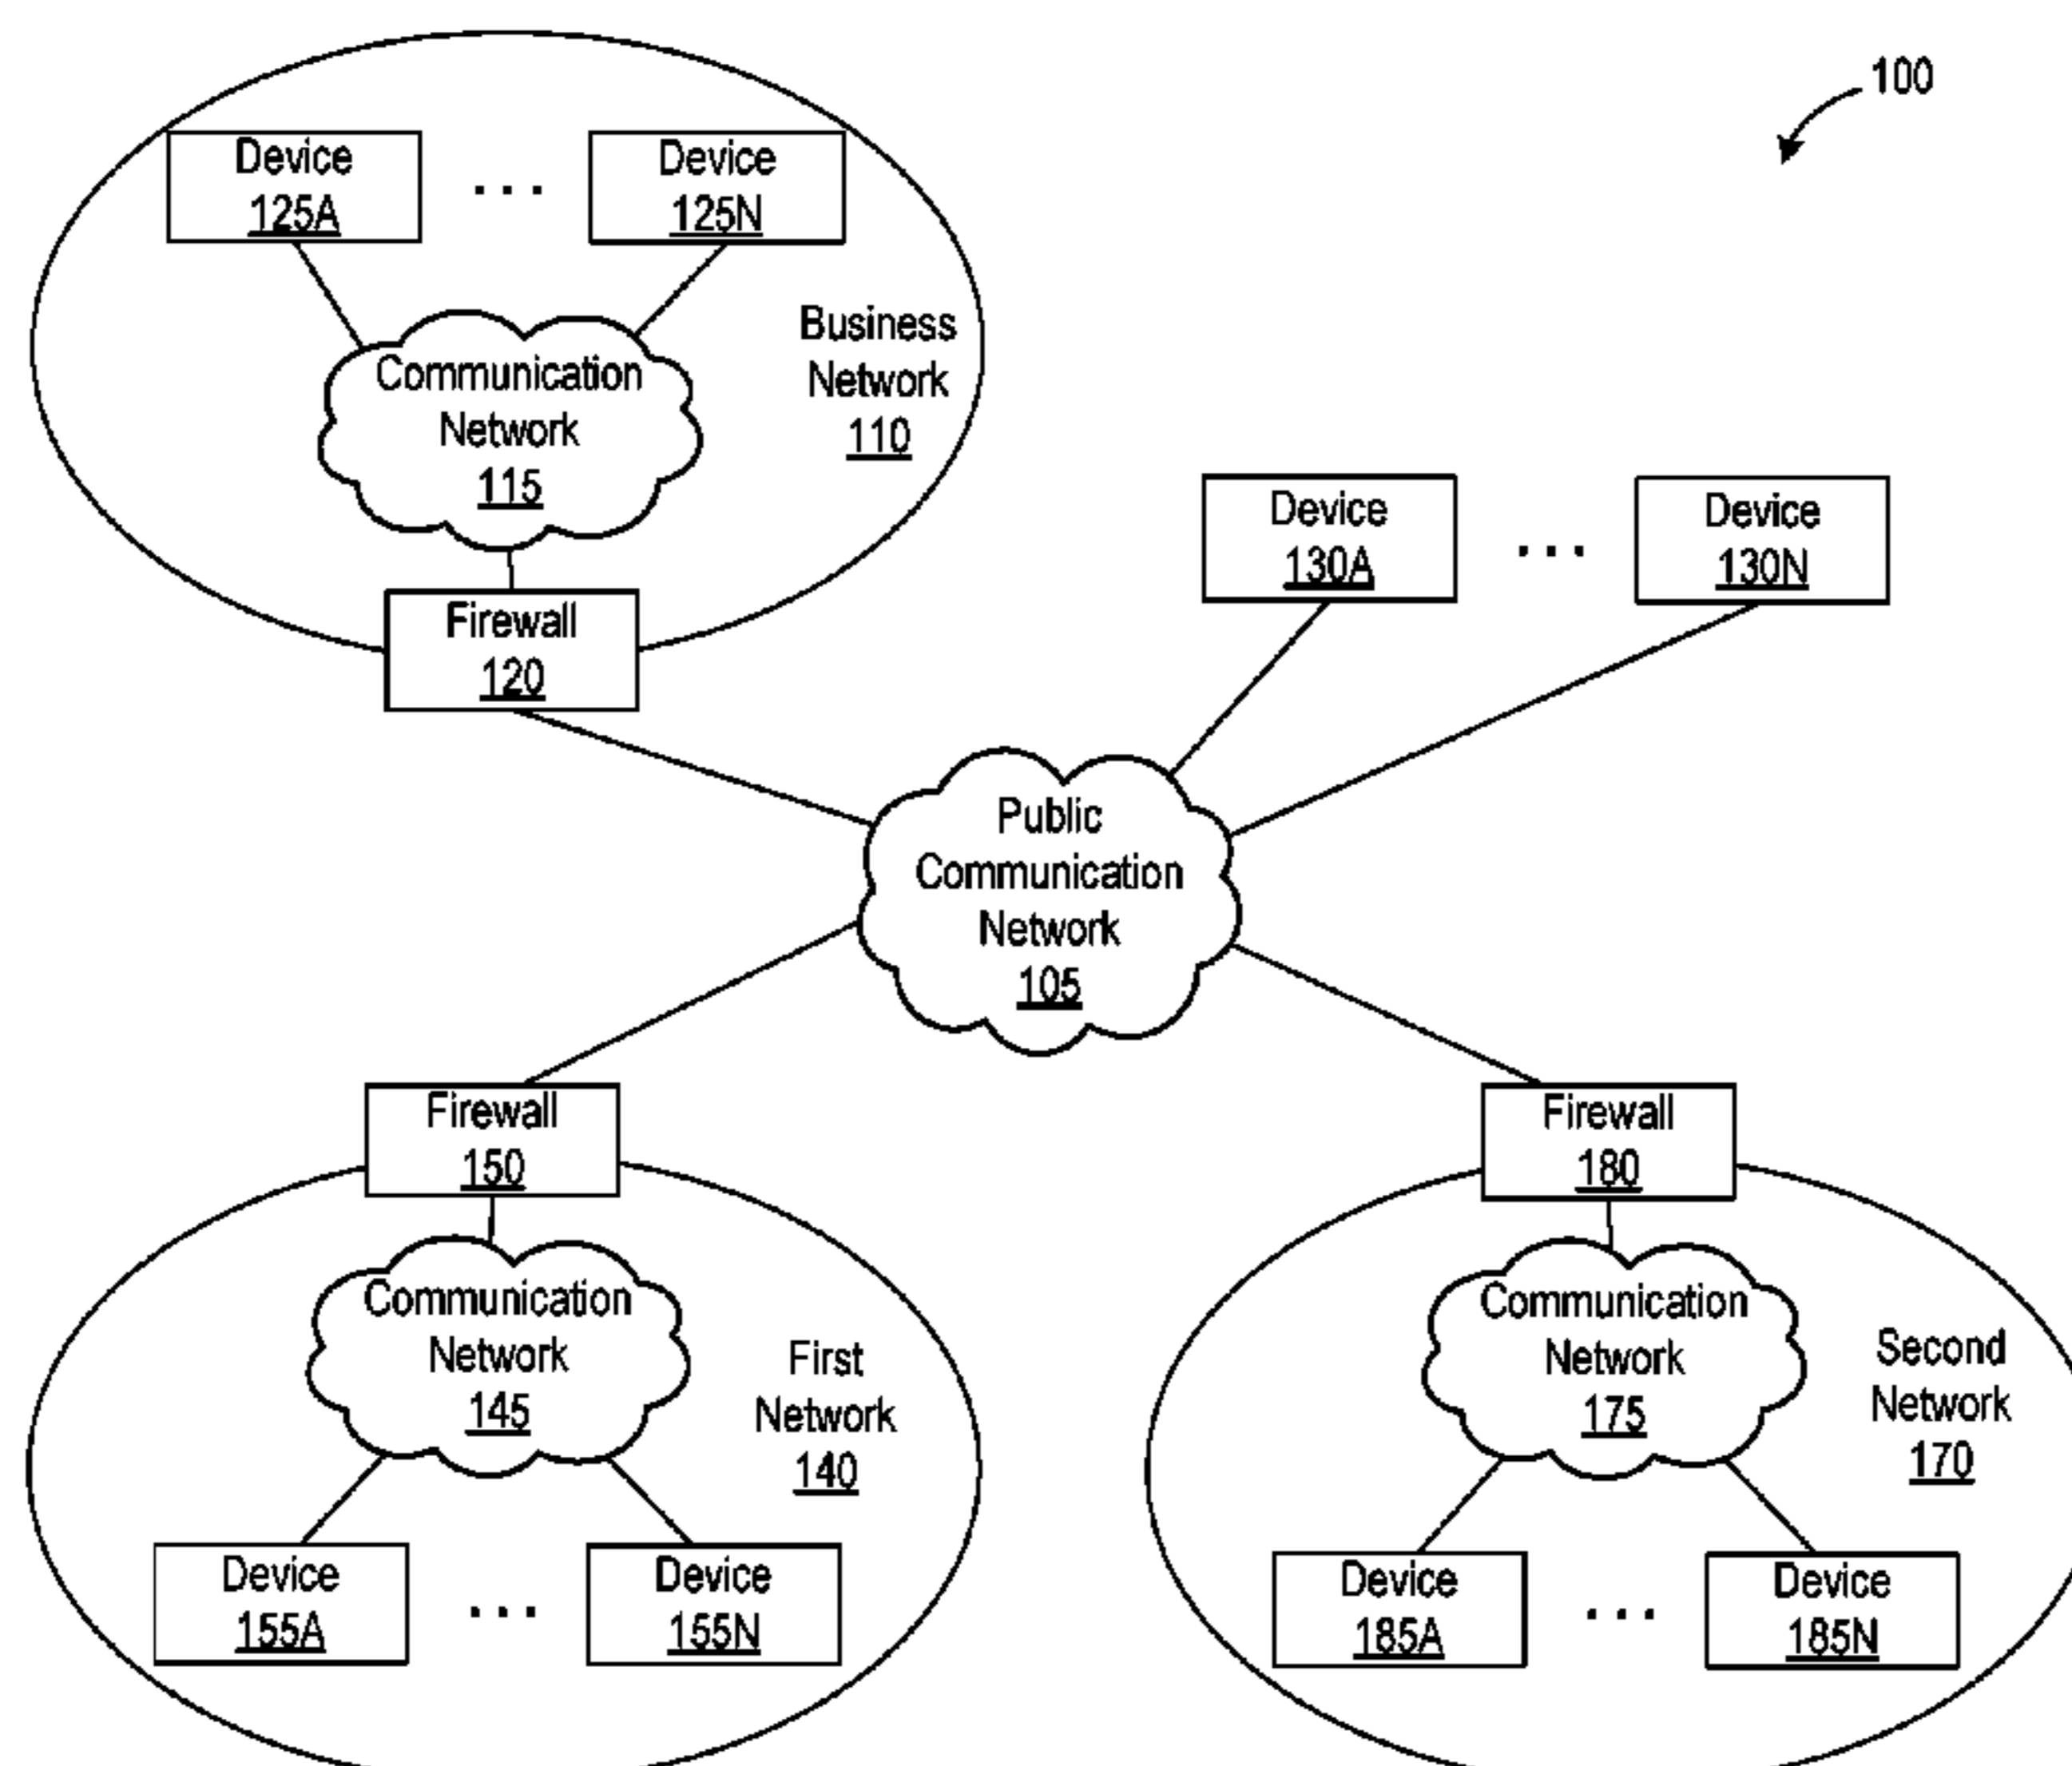 100
Device
125A
...
Device
125N
Business
Network
110
Communication
Network
115
Firewall
120
Device
130A
...
Device
130N
Public
Communication
Network
105
Firewall
150
Communication
Network
145
First
Network
140
Device
155A
...
Device
155N
Firewall
180
Communication
Network
175
Second
Network
170
Device
185A
...
Device
185N